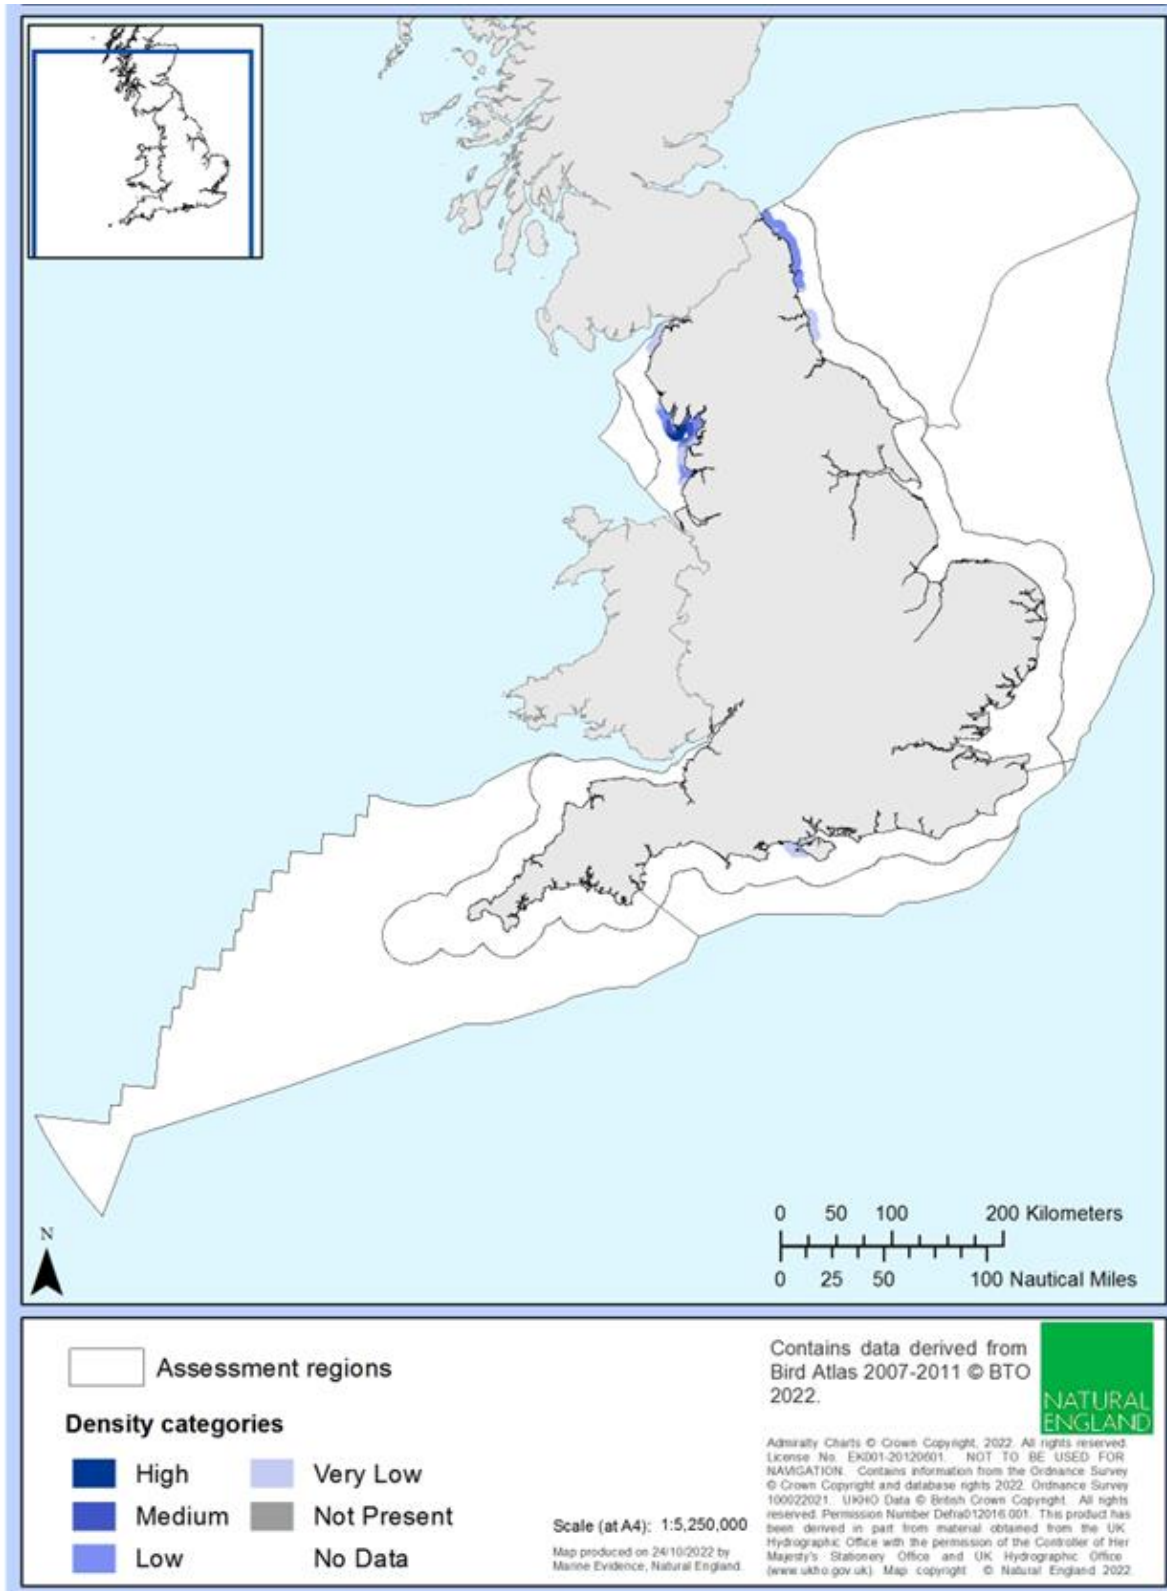 N
0 50 100 200 Kilometers
0 25 50 100 Nautical Miles
Assessment regions
Density categories
High
Medium
Low
Very Low
Not Present
No Data
Scale (at A4): 1:5,250,000
Map produced on 24/10/2022 by
Marine Evidence, Natural England.
Contains data derived from
Bird Atlas 2007-2011 © BTO
2022.
NATURAL
ENGLAND
Admiralty Charts © Crown Copyright, 2022. All rights reserved.
License No. EK001-20120601. NOT TO BE USED FOR
NAVIGATION. Contains information from the Ordnance Survey
© Crown Copyright and database rights 2022. Ordnance Survey
100022021. UKHO Data © British Crown Copyright. All rights
reserved. Permission Number Defra012016.001. This product has
been derived in part from material obtained from the UK
Hydrographic Office with the permission of the Controller of Her
Majesty's Stationery Office and UK Hydrographic Office
(www.ukho.gov.uk). Map copyright © Natural England 2022